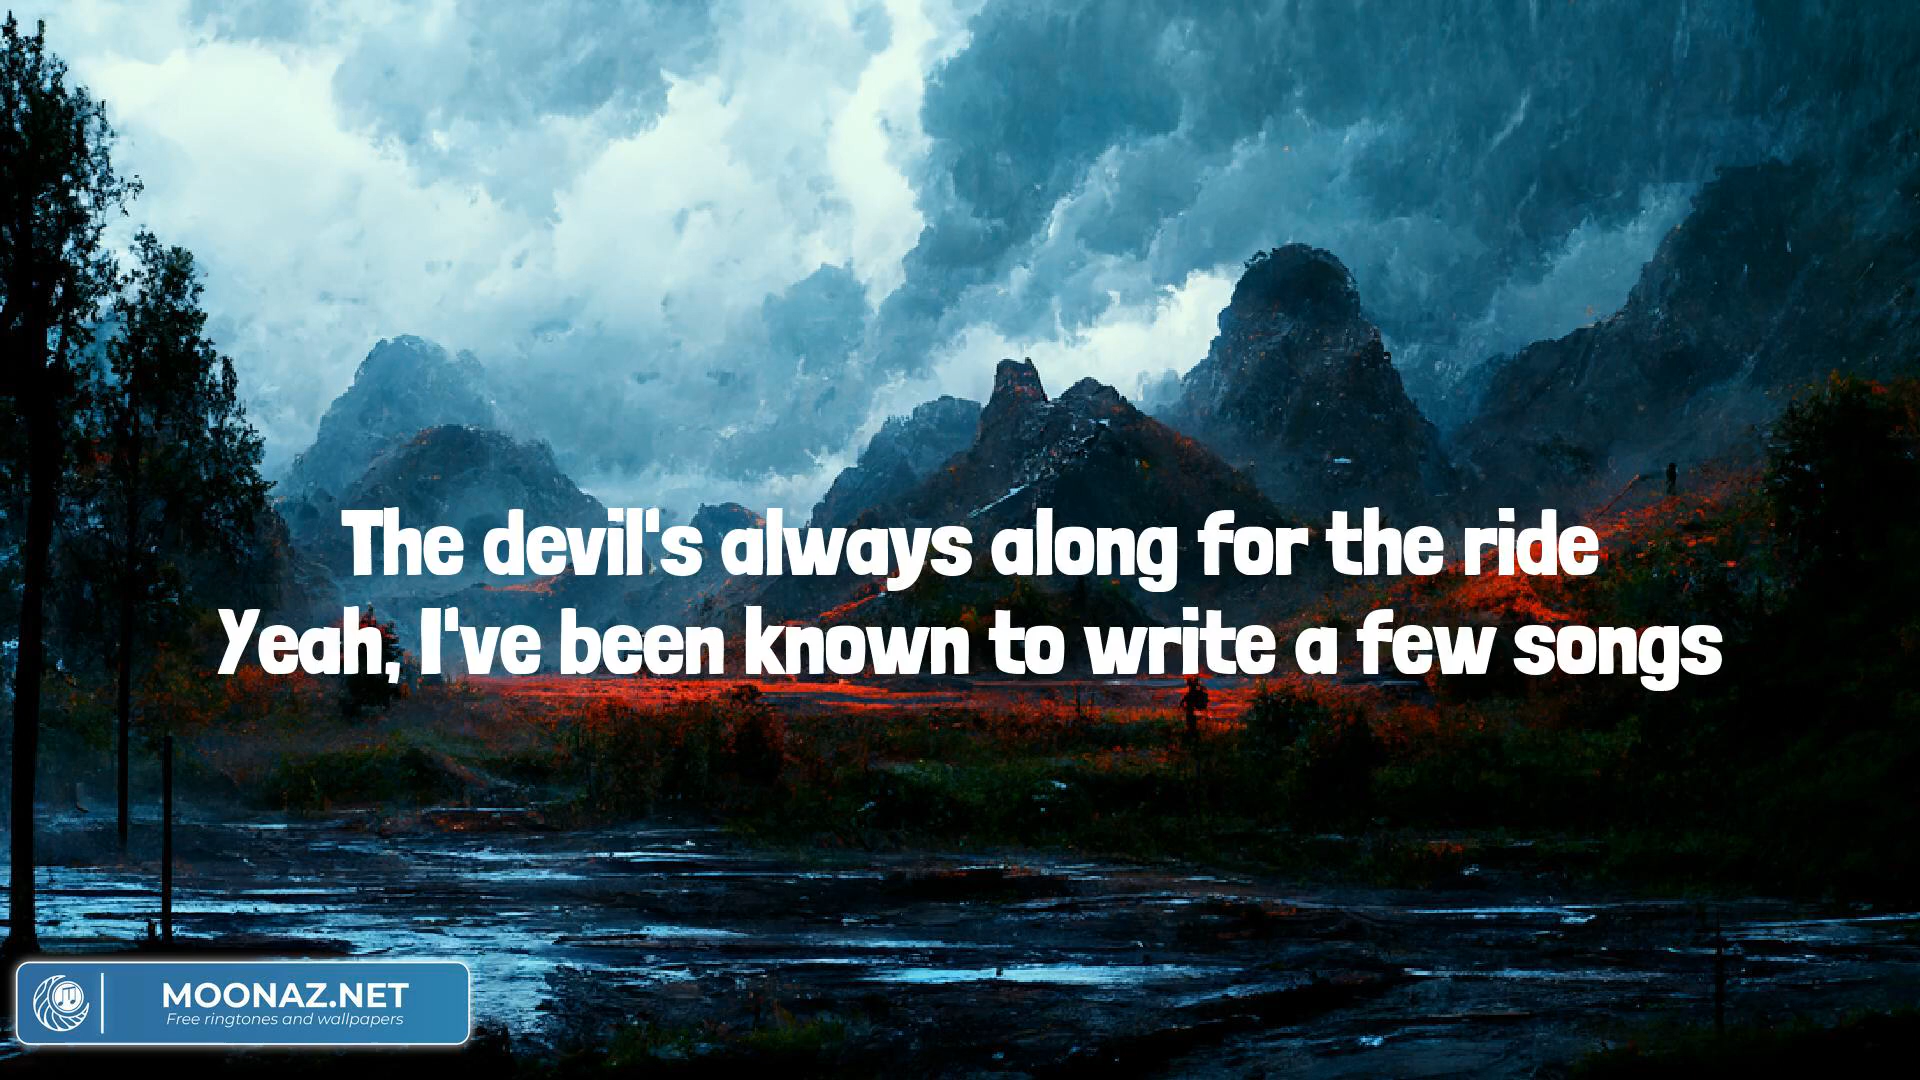 The devil's always along for the ride
Yeah, I've been known to write a few songs
MOONAZ.NET
Free ringtones and wallpapers